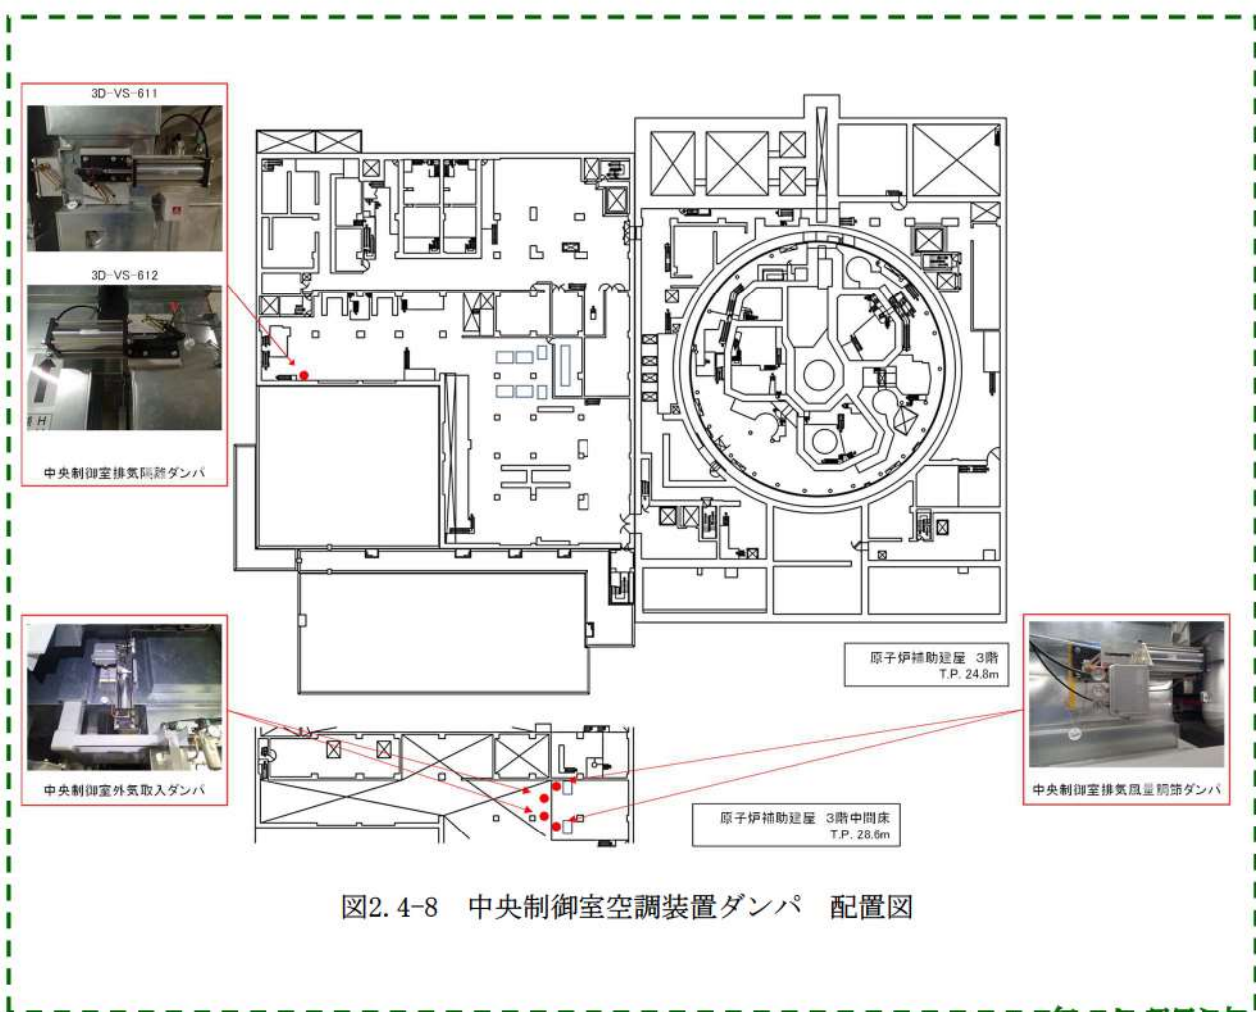 3D-VS-611
3D-VS-612
中央制御室排気隔離ダンパ
中央制御室外気取入ダンパ
原子炉補助建屋 3階
T.P. 24.8m
中央制御室排気風量調節ダンパ
原子炉補助建屋 3階中間床
T.P. 28.6m
図2.4-8 中央制御室空調装置ダンパ 配置図